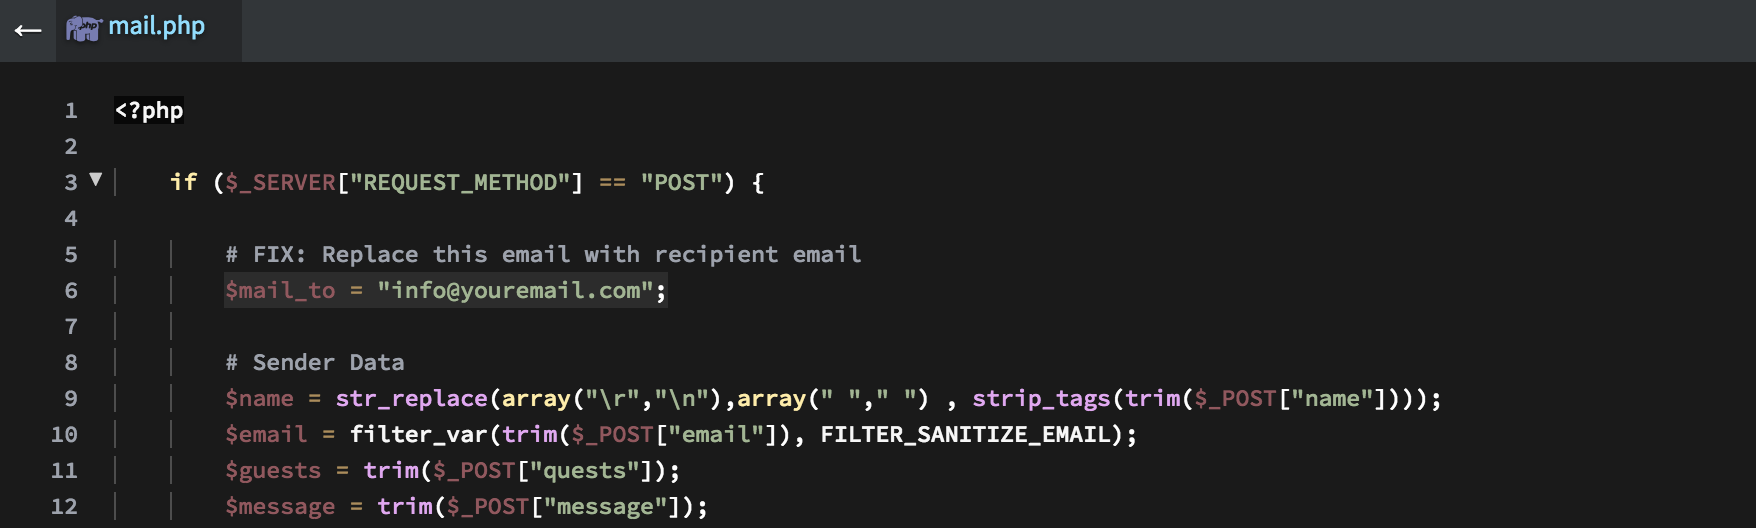 mail.php
1 <?php
2
3 if ($_SERVER["REQUEST_METHOD"] == "POST") {
4
5 # FIX: Replace this email with recipient email
6 $mail_to = "info@youremail.com";
7
8 # Sender Data
9 $name = str_replace(array("\r","\n"),array(" "," ") , strip_tags(trim($_POST["name"])));
10 $email = filter_var(trim($_POST["email"]), FILTER_SANITIZE_EMAIL);
11 $guests = trim($_POST["quests"]);
12 $message = trim($_POST["message"]);